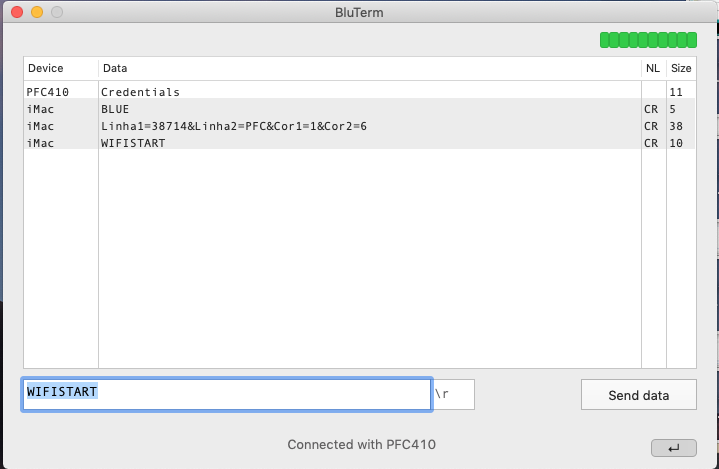 BluTerm
Device Data NL Size
PFC410 Credentials 11
iMac BLUE CR 5
iMac Linha1=38714&Linha2=PFC&Cor1=1&Cor2=6 CR 38
iMac WIFISTART CR 10
WIFISTART \r Send data
Connected with PFC410